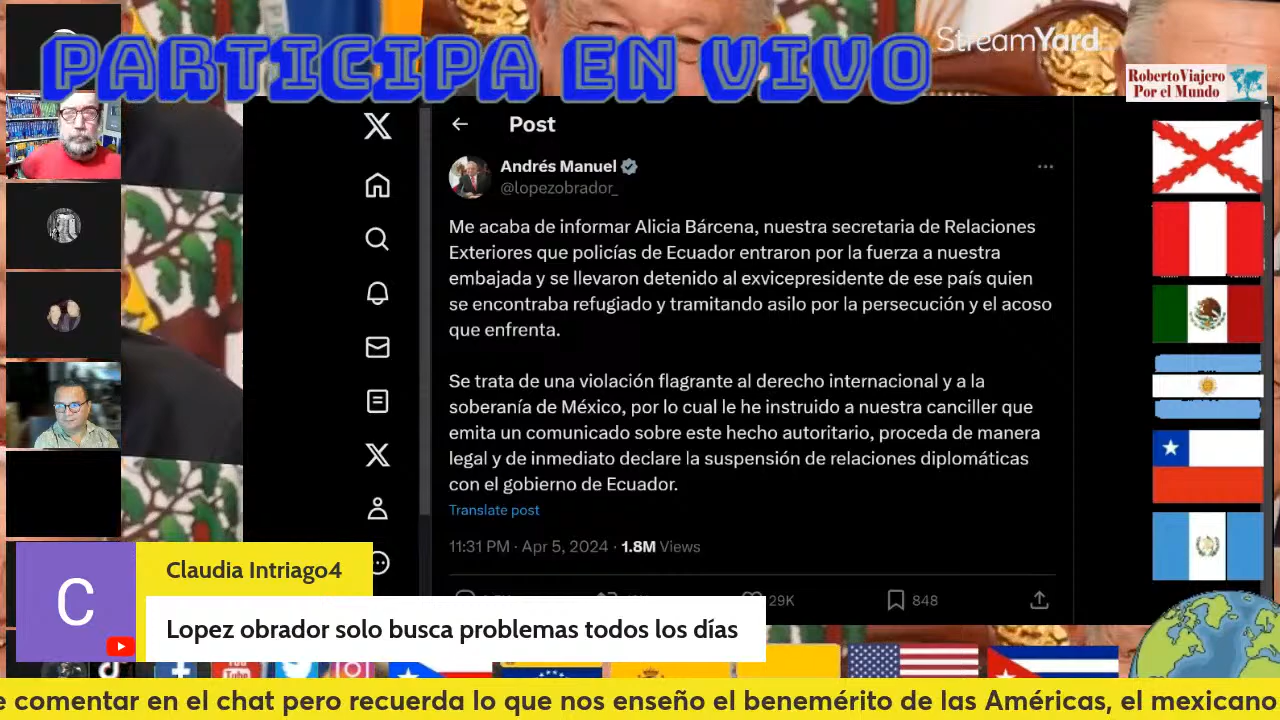 PARTICIPA EN VIVO
StreamYard
RobertoViajero
Por el Mundo
Post
Andrés Manuel
@lopezobrador_
Me acaba de informar Alicia Bárcena, nuestra secretaria de Relaciones
Exteriores que policías de Ecuador entraron por la fuerza a nuestra
embajada y se llevaron detenido al exvicepresidente de ese país quien
se encontraba refugiado y tramitando asilo por la persecución y el acoso
que enfrenta.
Se trata de una violación flagrante al derecho internacional y a la
soberanía de México, por lo cual le he instruido a nuestra canciller que
emita un comunicado sobre este hecho autoritario, proceda de manera
legal y de inmediato declare la suspensión de relaciones diplomáticas
con el gobierno de Ecuador.
Translate post
11:31 PM · Apr 5, 2024 · 1.8M Views
29K
848
C
Claudia Intriago4
Lopez obrador solo busca problemas todos los días
You
e comentar en el chat pero recuerda lo que nos enseño el benemérito de las Américas, el mexicano